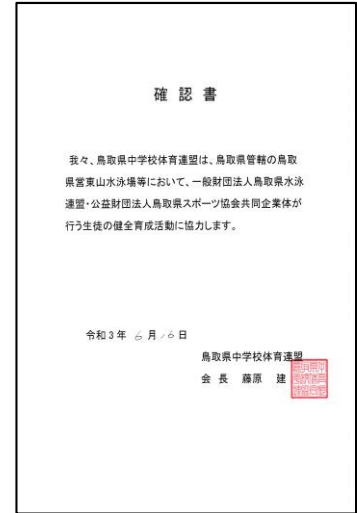 確認書
我々、鳥取県中学校体育連盟は、鳥取県管轄の鳥取
県営東山水泳場等において、一般財団法人鳥取県水泳
連盟・公益財団法人鳥取県スポーツ協会共同企業体が
行う生徒の健全育成活動に協力します。
令和3年 6月16日
鳥取県中学校体育連盟
会長 藤原 建